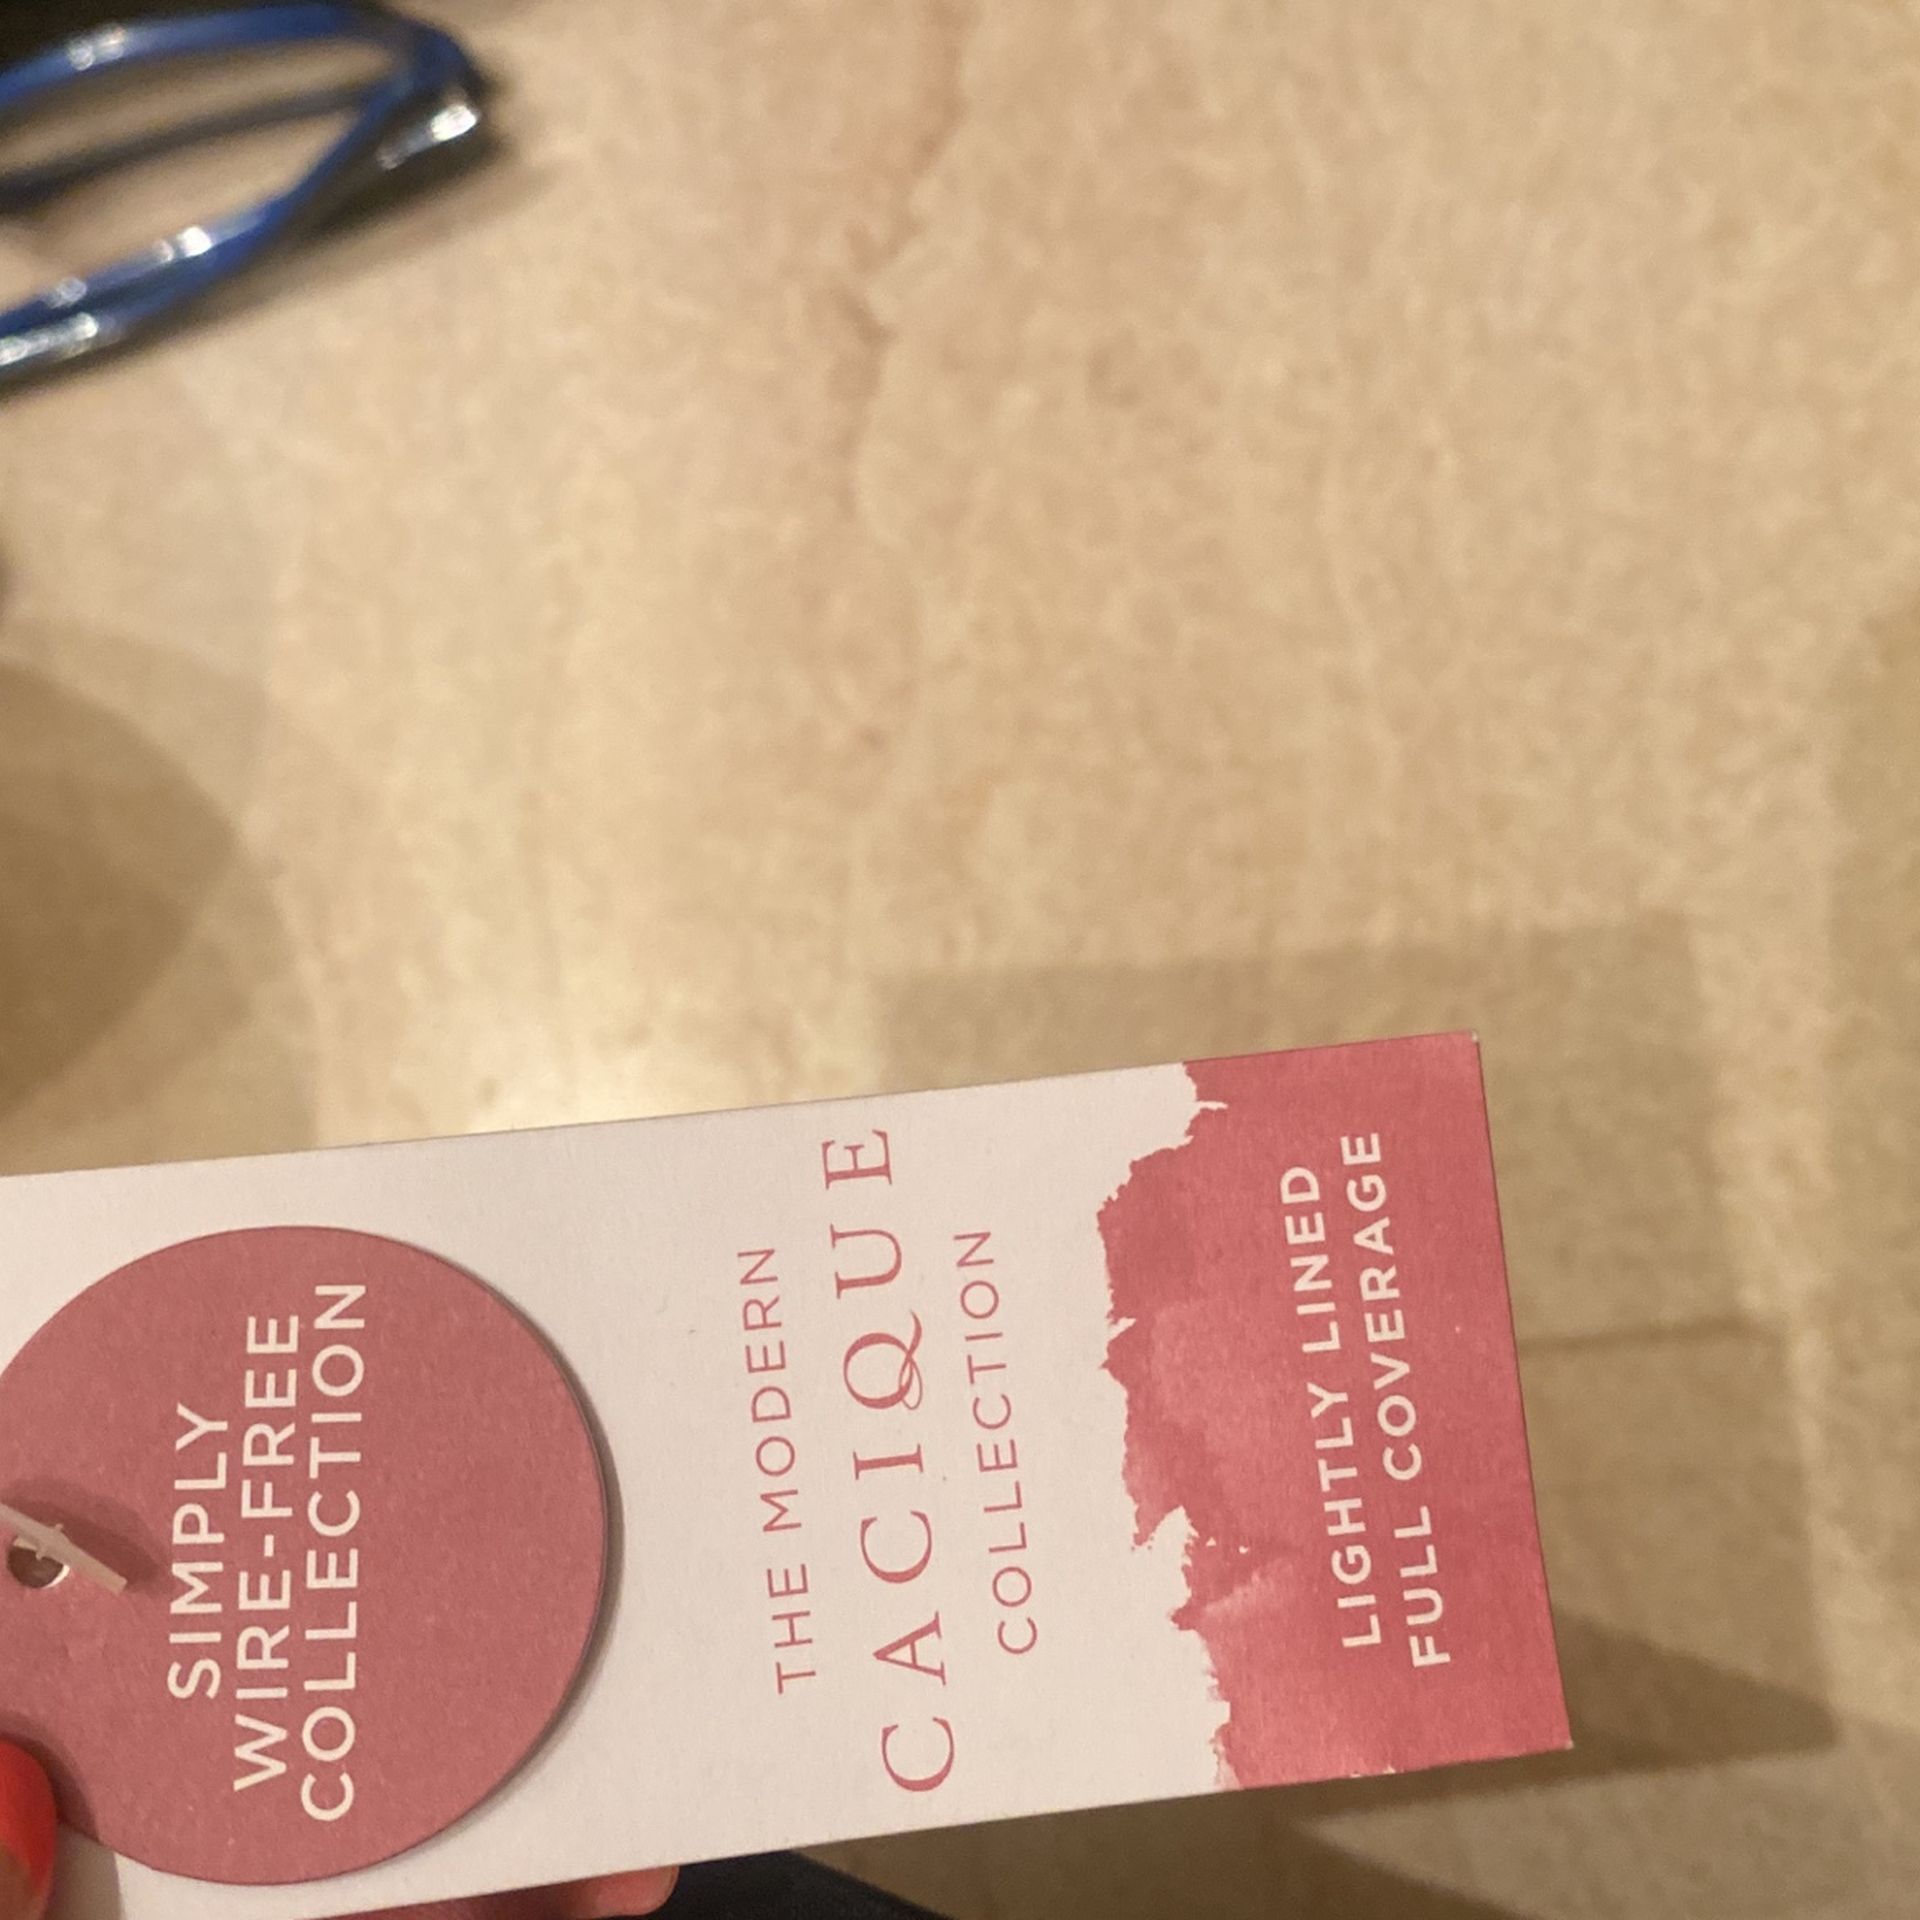 SIMPLY
WIRE-FREE
COLLECTION
THE MODERN
CACIQUE
COLLECTION
LIGHTLY LINED
FULL COVERAGE